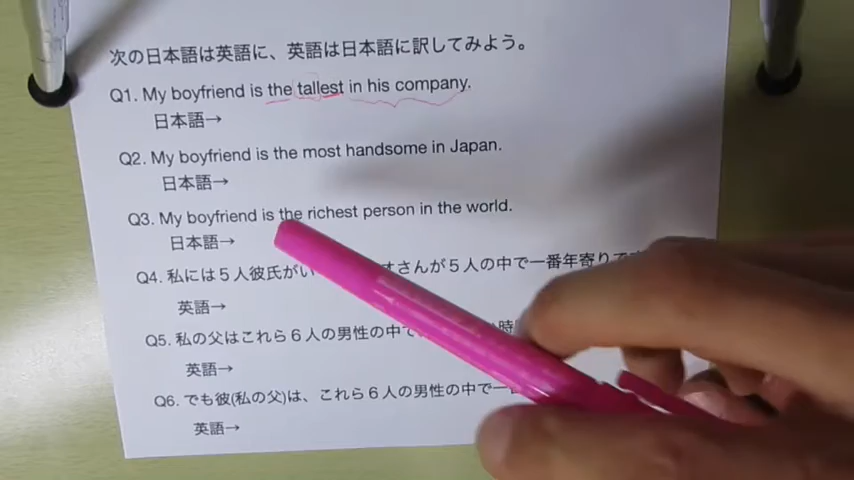 次の日本語は英語に、英語は日本語に訳してみよう。
Q1. My boyfriend is the tallest in his company.
日本語→
Q2. My boyfriend is the most handsome in Japan.
日本語→
Q3. My boyfriend is the richest person in the world.
日本語→
Q4. 私には５人彼氏がい すさんが５人の中で一番年寄りで
英語→
Q5. 私の父はこれら６人の男性の中
英語→
Q6. でも彼(私の父)は、これら６人の男性の中で一
英語→